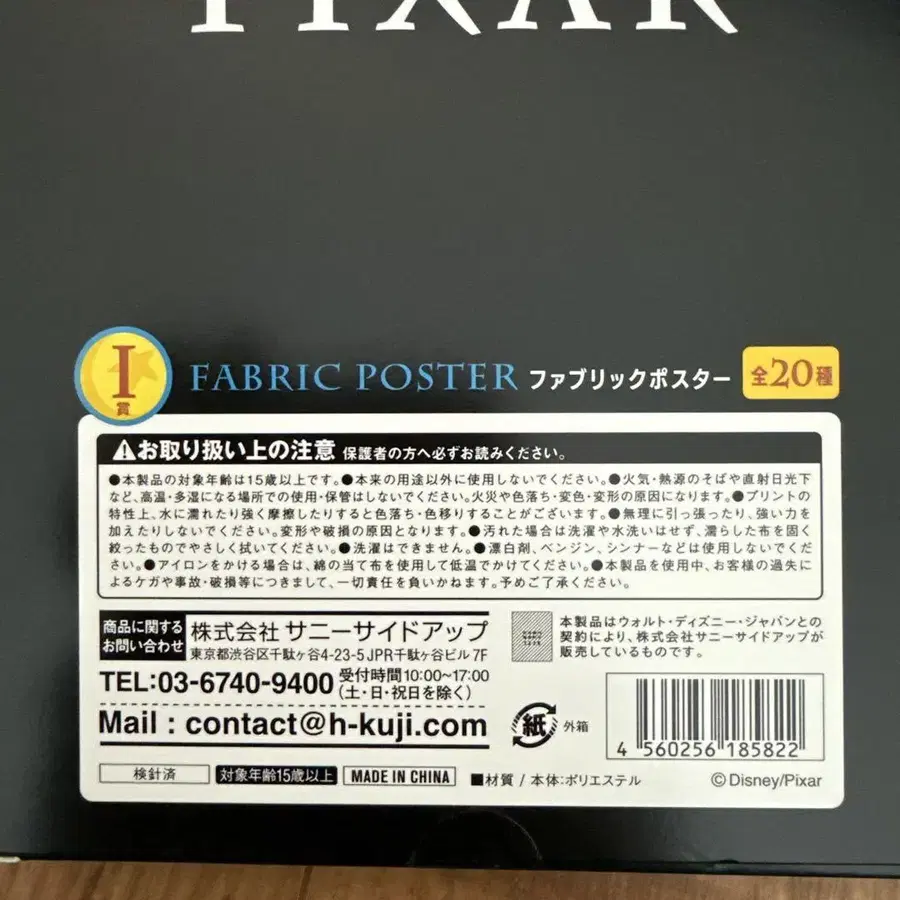 PIXAR
I賞 FABRIC POSTER ファブリックポスター 全20種
お取り扱い上の注意 保護者の方へ必ずお読みください。
●本製品の対象年齢は15歳以上です。●本来の用途以外に使用しないでください。●火気・熱源のそばや直射日光下
など、高温・多湿になる場所での使用・保管はしないでください。火災や色落ち・変色・変形の原因になります。●プリントの
特性上、水に濡れたり強く摩擦したりすると色落ち・色移りすることがございます。●無理に引っ張ったり、強い力を
加えたりしないでください。変形や破損の原因となります。●汚れた場合は洗濯や水洗いはせず、濡らした布を固く
絞ったものでやさしく拭いてください。●洗濯はできません。●漂白剤、ベンジン、シンナーなどは使用しないでくだ
さい。●アイロンをかける場合は、綿の当て布を使用して低温でかけてください。●本製品を使用中、お客様の過失に
よるケガや事故・破損等につきまして、一切責任を負いかねます。予めご了承ください。
商品に関する
お問い合わせ
株式会社 サニーサイドアップ
東京都渋谷区千駄ヶ谷4-23-5 JPR千駄ヶ谷ビル 7F
TEL:03-6740-9400 受付時間10:00~17:00
(土・日・祝日を除く)
Mail : contact@h-kuji.com
本製品はウォルト・ディズニー・ジャパンとの
契約により、株式会社サニーサイドアップが
販売しているものです。
紙 外箱
4 560256 185822
検針済 対象年齢15歳以上 MADE IN CHINA ■材質 / 本体:ポリエステル ©Disney/Pixar